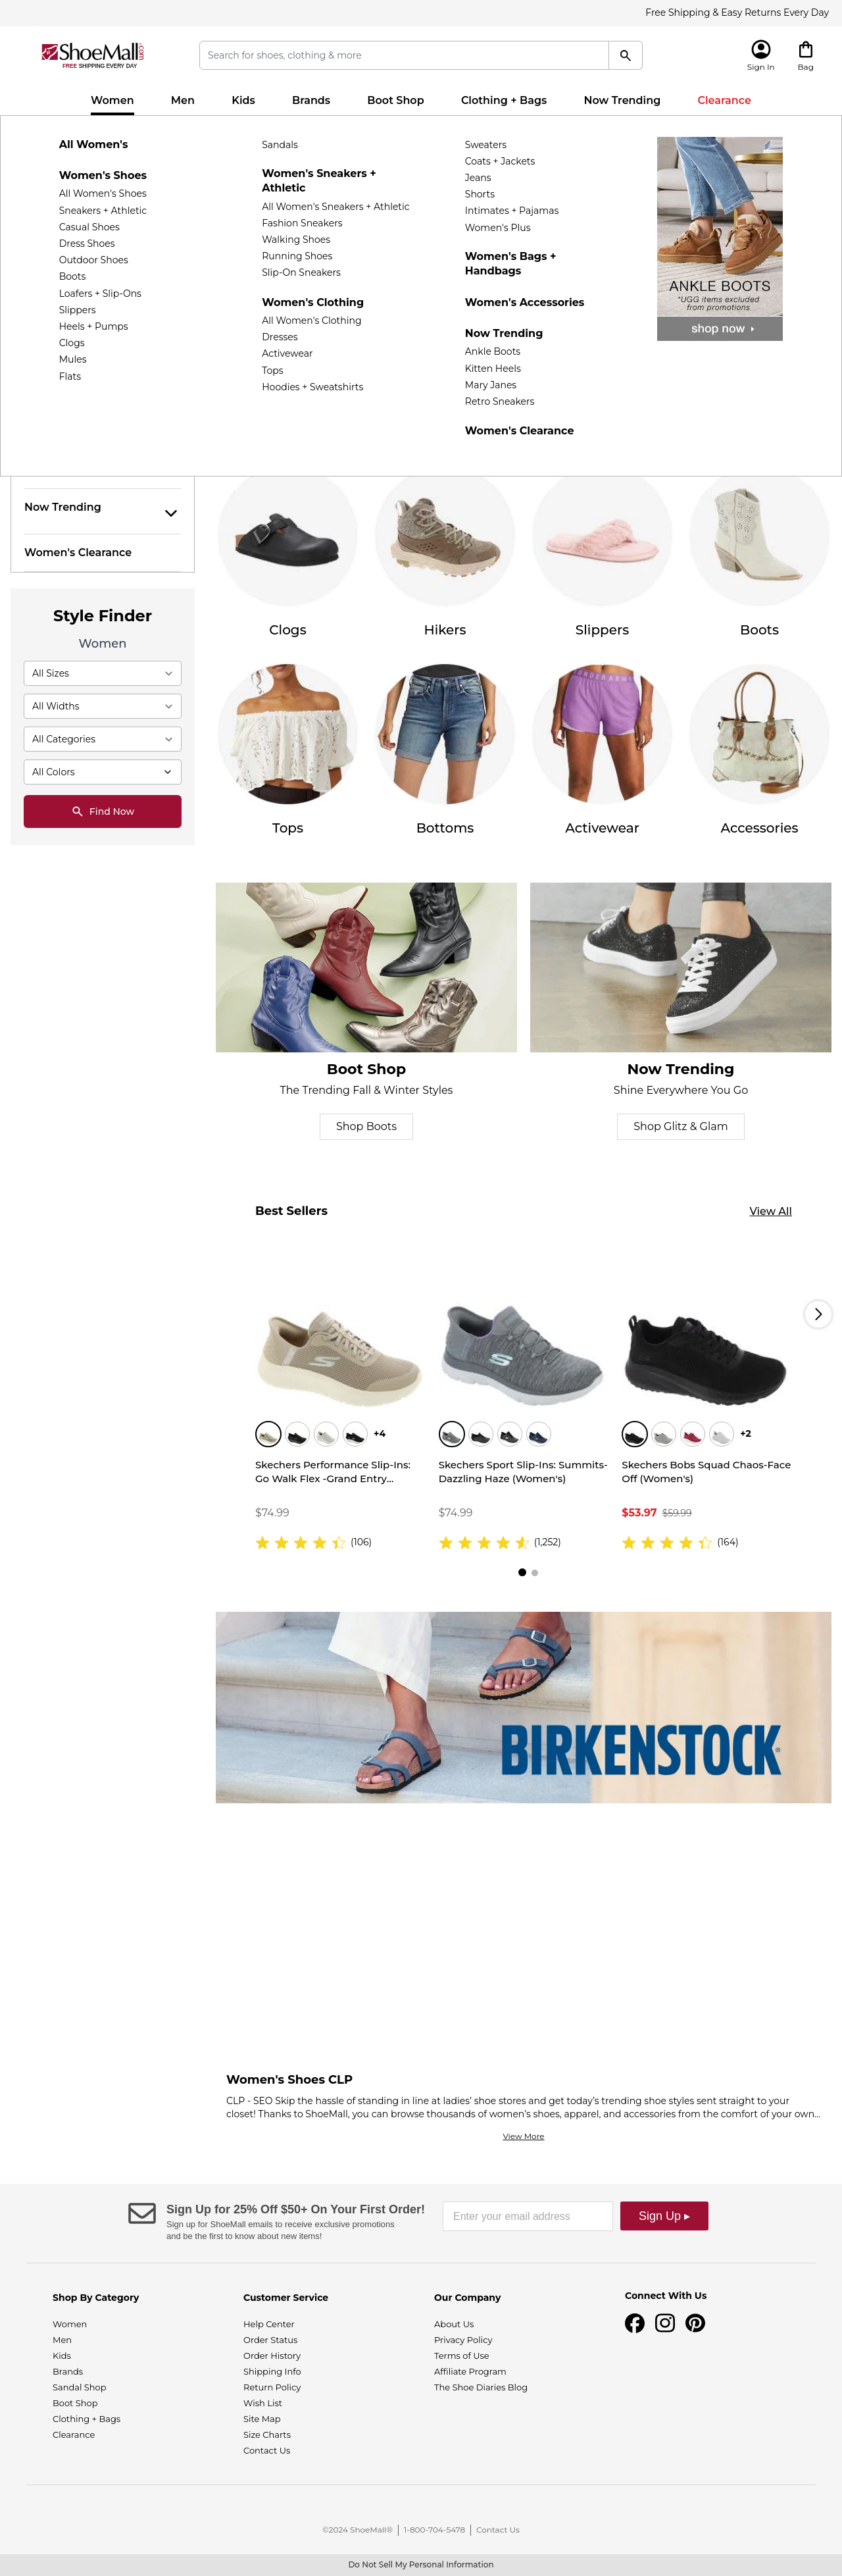 Free Shipping & Easy Returns Every Day
ShoeMall.com
FREE SHIPPING EVERY DAY
Search for shoes, clothing & more
Sign In
Bag
Women
Men
Kids
Brands
Boot Shop
Clothing + Bags
Now Trending
Clearance
All Women's
Women's Shoes
All Women's Shoes
Sneakers + Athletic
Casual Shoes
Dress Shoes
Outdoor Shoes
Boots
Loafers + Slip-Ons
Slippers
Heels + Pumps
Clogs
Mules
Flats
Sandals
Women's Sneakers +
Athletic
All Women's Sneakers + Athletic
Fashion Sneakers
Walking Shoes
Running Shoes
Slip-On Sneakers
Women's Clothing
All Women's Clothing
Dresses
Activewear
Tops
Hoodies + Sweatshirts
Sweaters
Coats + Jackets
Jeans
Shorts
Intimates + Pajamas
Women's Plus
Women's Bags +
Handbags
Women's Accessories
Now Trending
Ankle Boots
Kitten Heels
Mary Janes
Retro Sneakers
Women's Clearance
ANKLE BOOTS
*UGG items excluded
from promotions
shop now
Now Trending
Women's Clearance
Style Finder
Women
All Sizes
All Widths
All Categories
All Colors
Find Now
Clogs
Hikers
Slippers
Boots
UNDER ARM
Tops
Bottoms
Activewear
Accessories
Boot Shop
The Trending Fall & Winter Styles
Shop Boots
Now Trending
Shine Everywhere You Go
Shop Glitz & Glam
Best Sellers
View All
+4
Skechers Performance Slip-Ins:
Go Walk Flex -Grand Entry...
$74.99
(106)
Skechers Sport Slip-Ins: Summits-
Dazzling Haze (Women's)
$74.99
(1,252)
+2
Skechers Bobs Squad Chaos-Face
Off (Women's)
$53.97 $59.99
(164)
BIRKENSTOCK®
Women's Shoes CLP
CLP - SEO Skip the hassle of standing in line at ladies’ shoe stores and get today’s trending shoe styles sent straight to your
closet! Thanks to ShoeMall, you can browse thousands of women’s shoes, apparel, and accessories from the comfort of your own...
View More
Sign Up for 25% Off $50+ On Your First Order!
Sign up for ShoeMall emails to receive exclusive promotions
and be the first to know about new items!
Enter your email address
Sign Up ▸
Shop By Category
Women
Men
Kids
Brands
Sandal Shop
Boot Shop
Clothing + Bags
Clearance
Customer Service
Help Center
Order Status
Order History
Shipping Info
Return Policy
Wish List
Site Map
Size Charts
Contact Us
Our Company
About Us
Privacy Policy
Terms of Use
Affiliate Program
The Shoe Diaries Blog
Connect With Us
©2024 ShoeMall®
1-800-704-5478
Contact Us
Do Not Sell My Personal Information